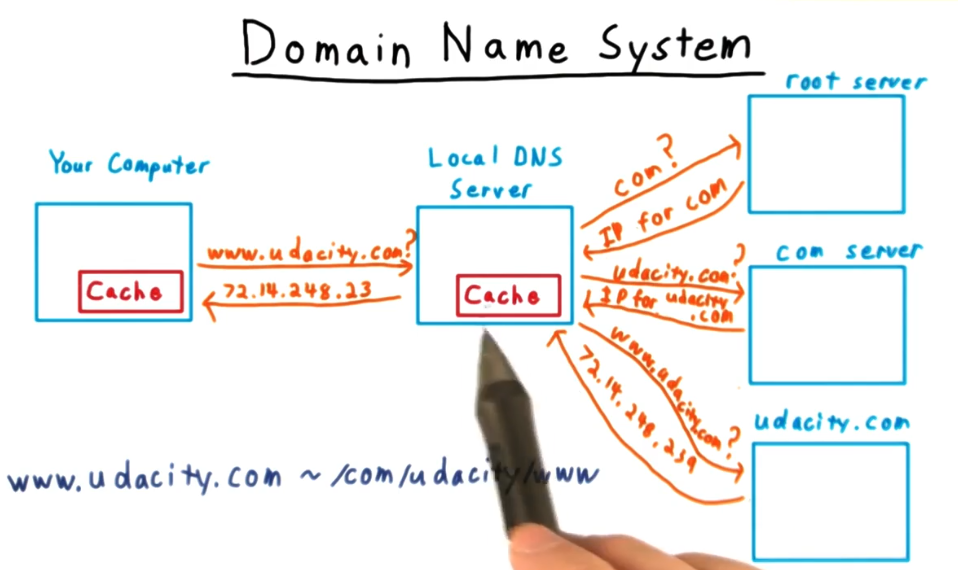 Domain Name System
root server
Your Computer
Local DNS
Server
com?
IP for com
com server
www.udacity.com?
72.14.248.23
Cache
Cache
udacity.com?
IP for udacity
.com
www.udacity.com?
72.14.248.239
udacity.com
www.udacity.com ~ /com/udacity/www